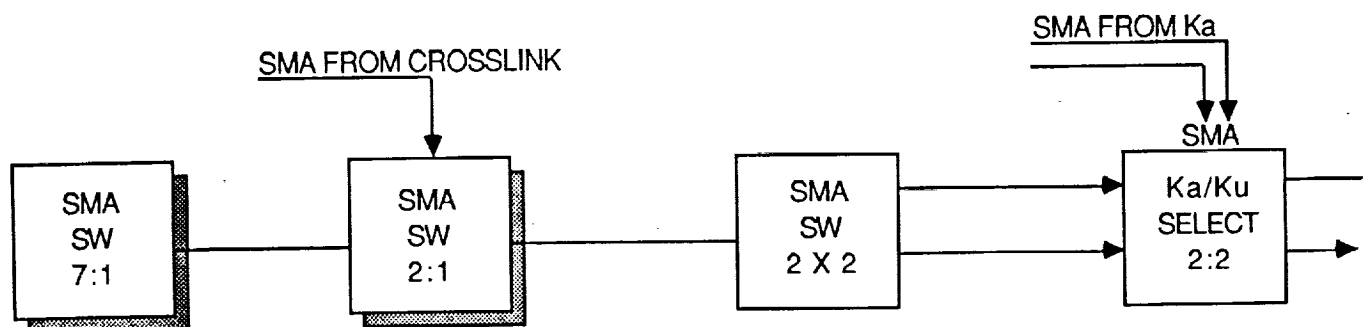 SMA FROM Ka
SMA FROM CROSSLINK
SMA
SW
7:1
SMA
SW
2:1
SMA
SW
2 X 2
SMA
Ka/Ku
SELECT
2:2